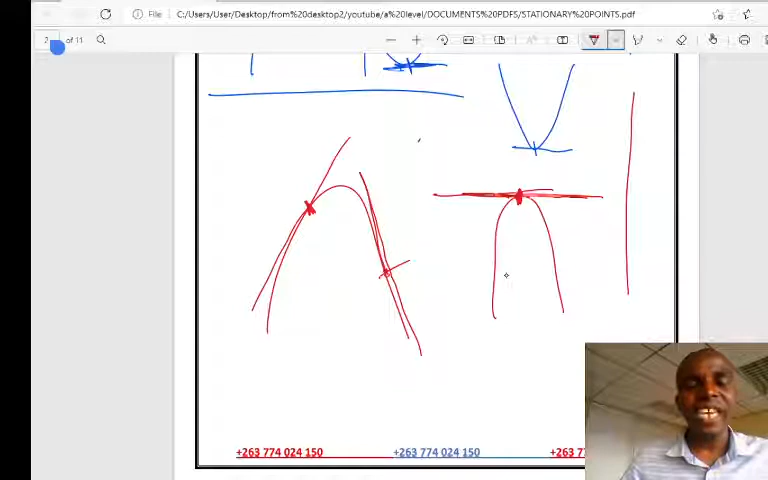 File C:/Users/User/Desktop/from%20desktop2/youtube/a%20level/DOCUMENTS%20PDFS/STATIONARY%20POINTS.pdf
2 of 11
+263 774 024 150 +263 774 024 150 +263 77